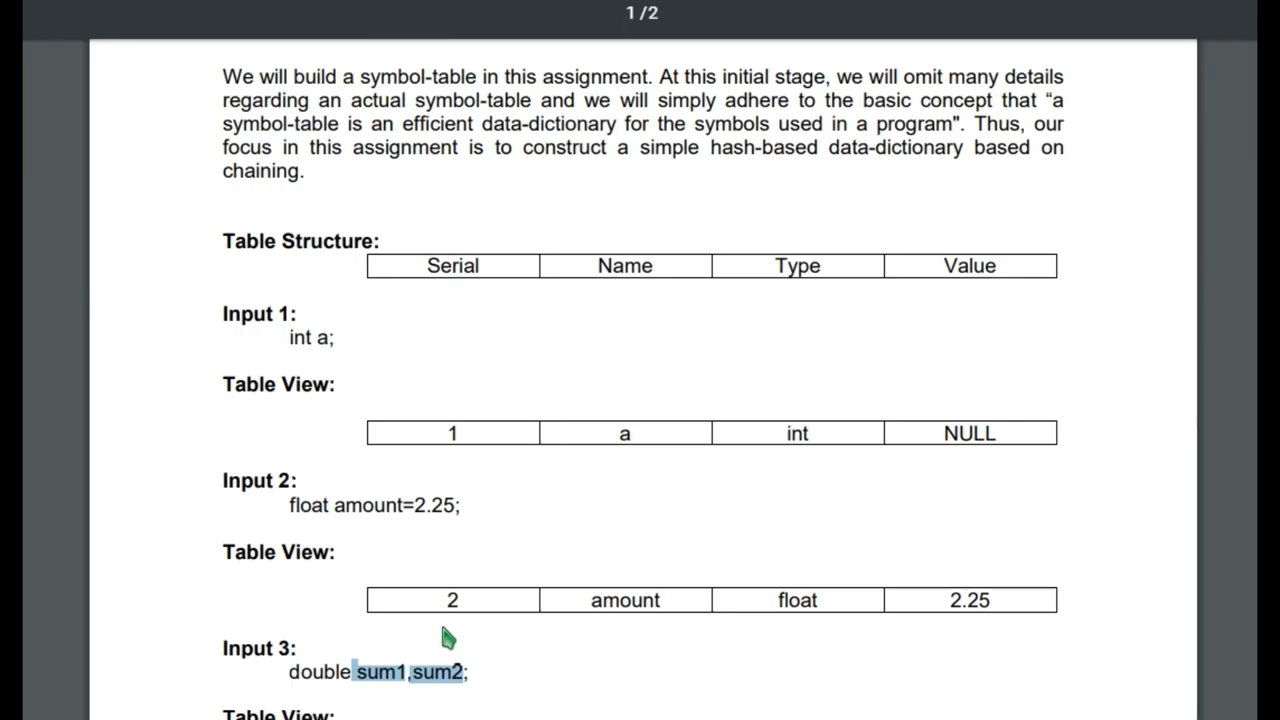 1 / 2
We will build a symbol-table in this assignment. At this initial stage, we will omit many details
regarding an actual symbol-table and we will simply adhere to the basic concept that “a
symbol-table is an efficient data-dictionary for the symbols used in a program". Thus, our
focus in this assignment is to construct a simple hash-based data-dictionary based on
chaining.
Table Structure:
Serial Name Type Value
Input 1:
int a;
Table View:
1 a int NULL
Input 2:
float amount=2.25;
Table View:
2 amount float 2.25
Input 3:
double sum1,sum2;
Table View: